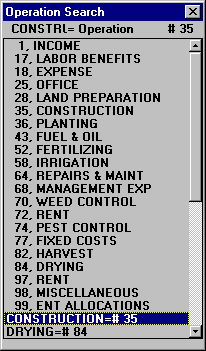 Operation Search
CONSTRU= Operation # 35
1, INCOME
17, LABOR BENEFITS
18, EXPENSE
25, OFFICE
28, LAND PREPARATION
35, CONSTRUCTION
36, PLANTING
43, FUEL & OIL
52, FERTILIZING
58, IRRIGATION
64, REPAIRS & MAINT
68, MANAGEMENT EXP
70, WEED CONTROL
72, RENT
74, PEST CONTROL
77, FIXED COSTS
82, HARVEST
84, DRYING
97, RENT
98, MISCELLANEOUS
99, ENT ALLOCATIONS
CONSTRUCTION=# 35
DRYING=# 84